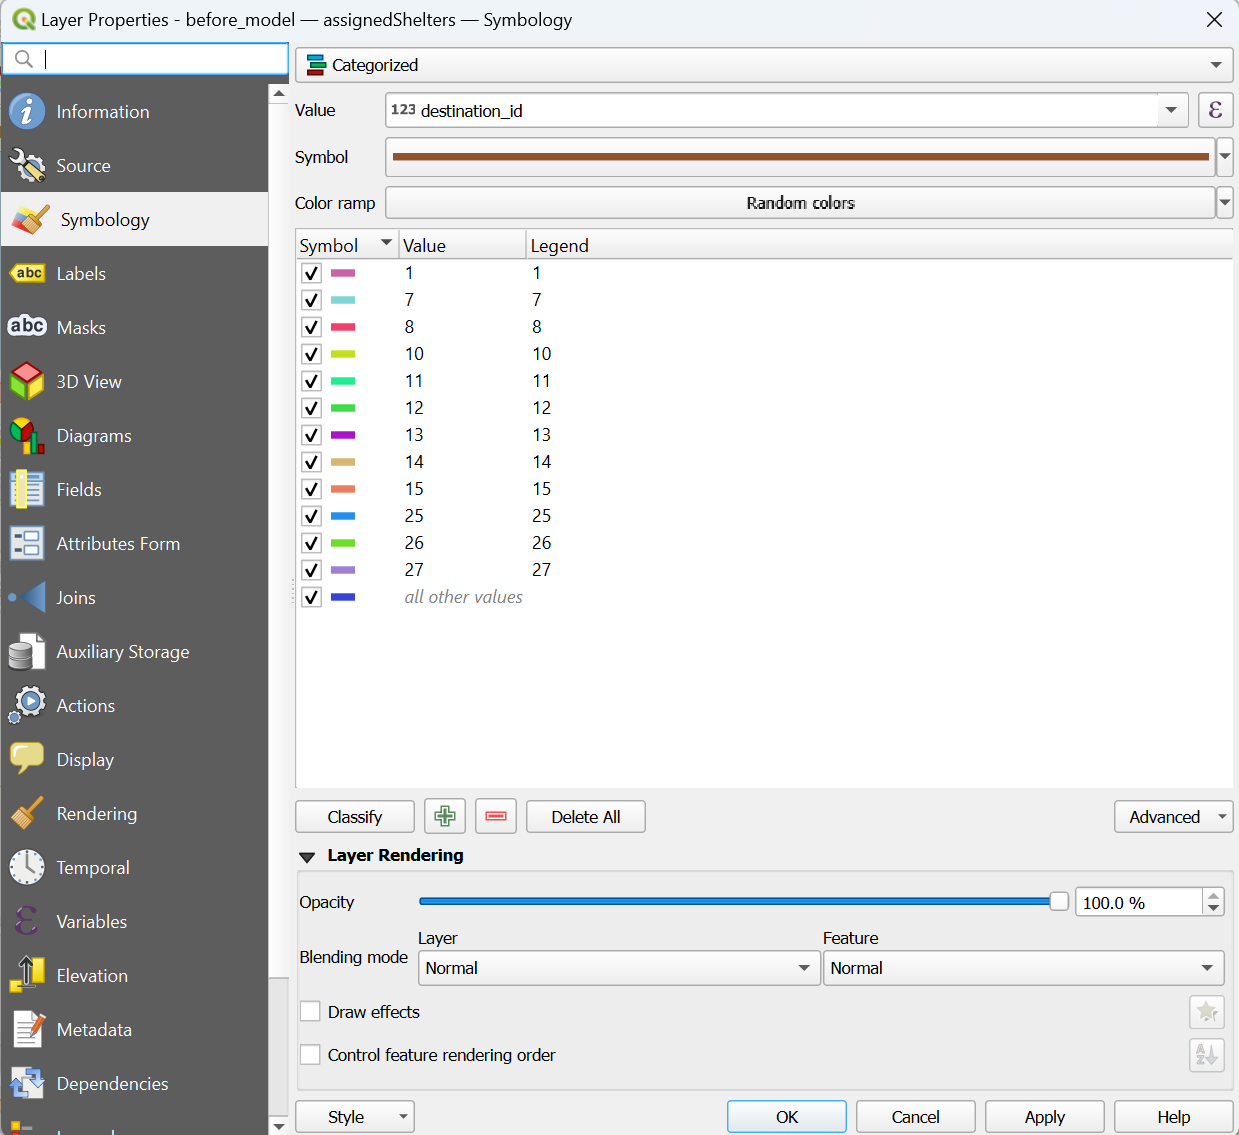 Layer Properties - before_model — assignedShelters — Symbology
Information
Source
Symbology
abc Labels
abc Masks
3D View
Diagrams
Fields
Attributes Form
Joins
Auxiliary Storage
Actions
Display
Rendering
Temporal
Variables
Elevation
Metadata
Dependencies
Categorized
Value 123 destination_id ε
Symbol
Color ramp Random colors
Symbol Value Legend
1 1
7 7
8 8
10 10
11 11
12 12
13 13
14 14
15 15
25 25
26 26
27 27
all other values
Classify Delete All Advanced
Layer Rendering
Opacity 100.0 %
Layer Feature
Blending mode Normal Normal
Draw effects
Control feature rendering order
Style OK Cancel Apply Help